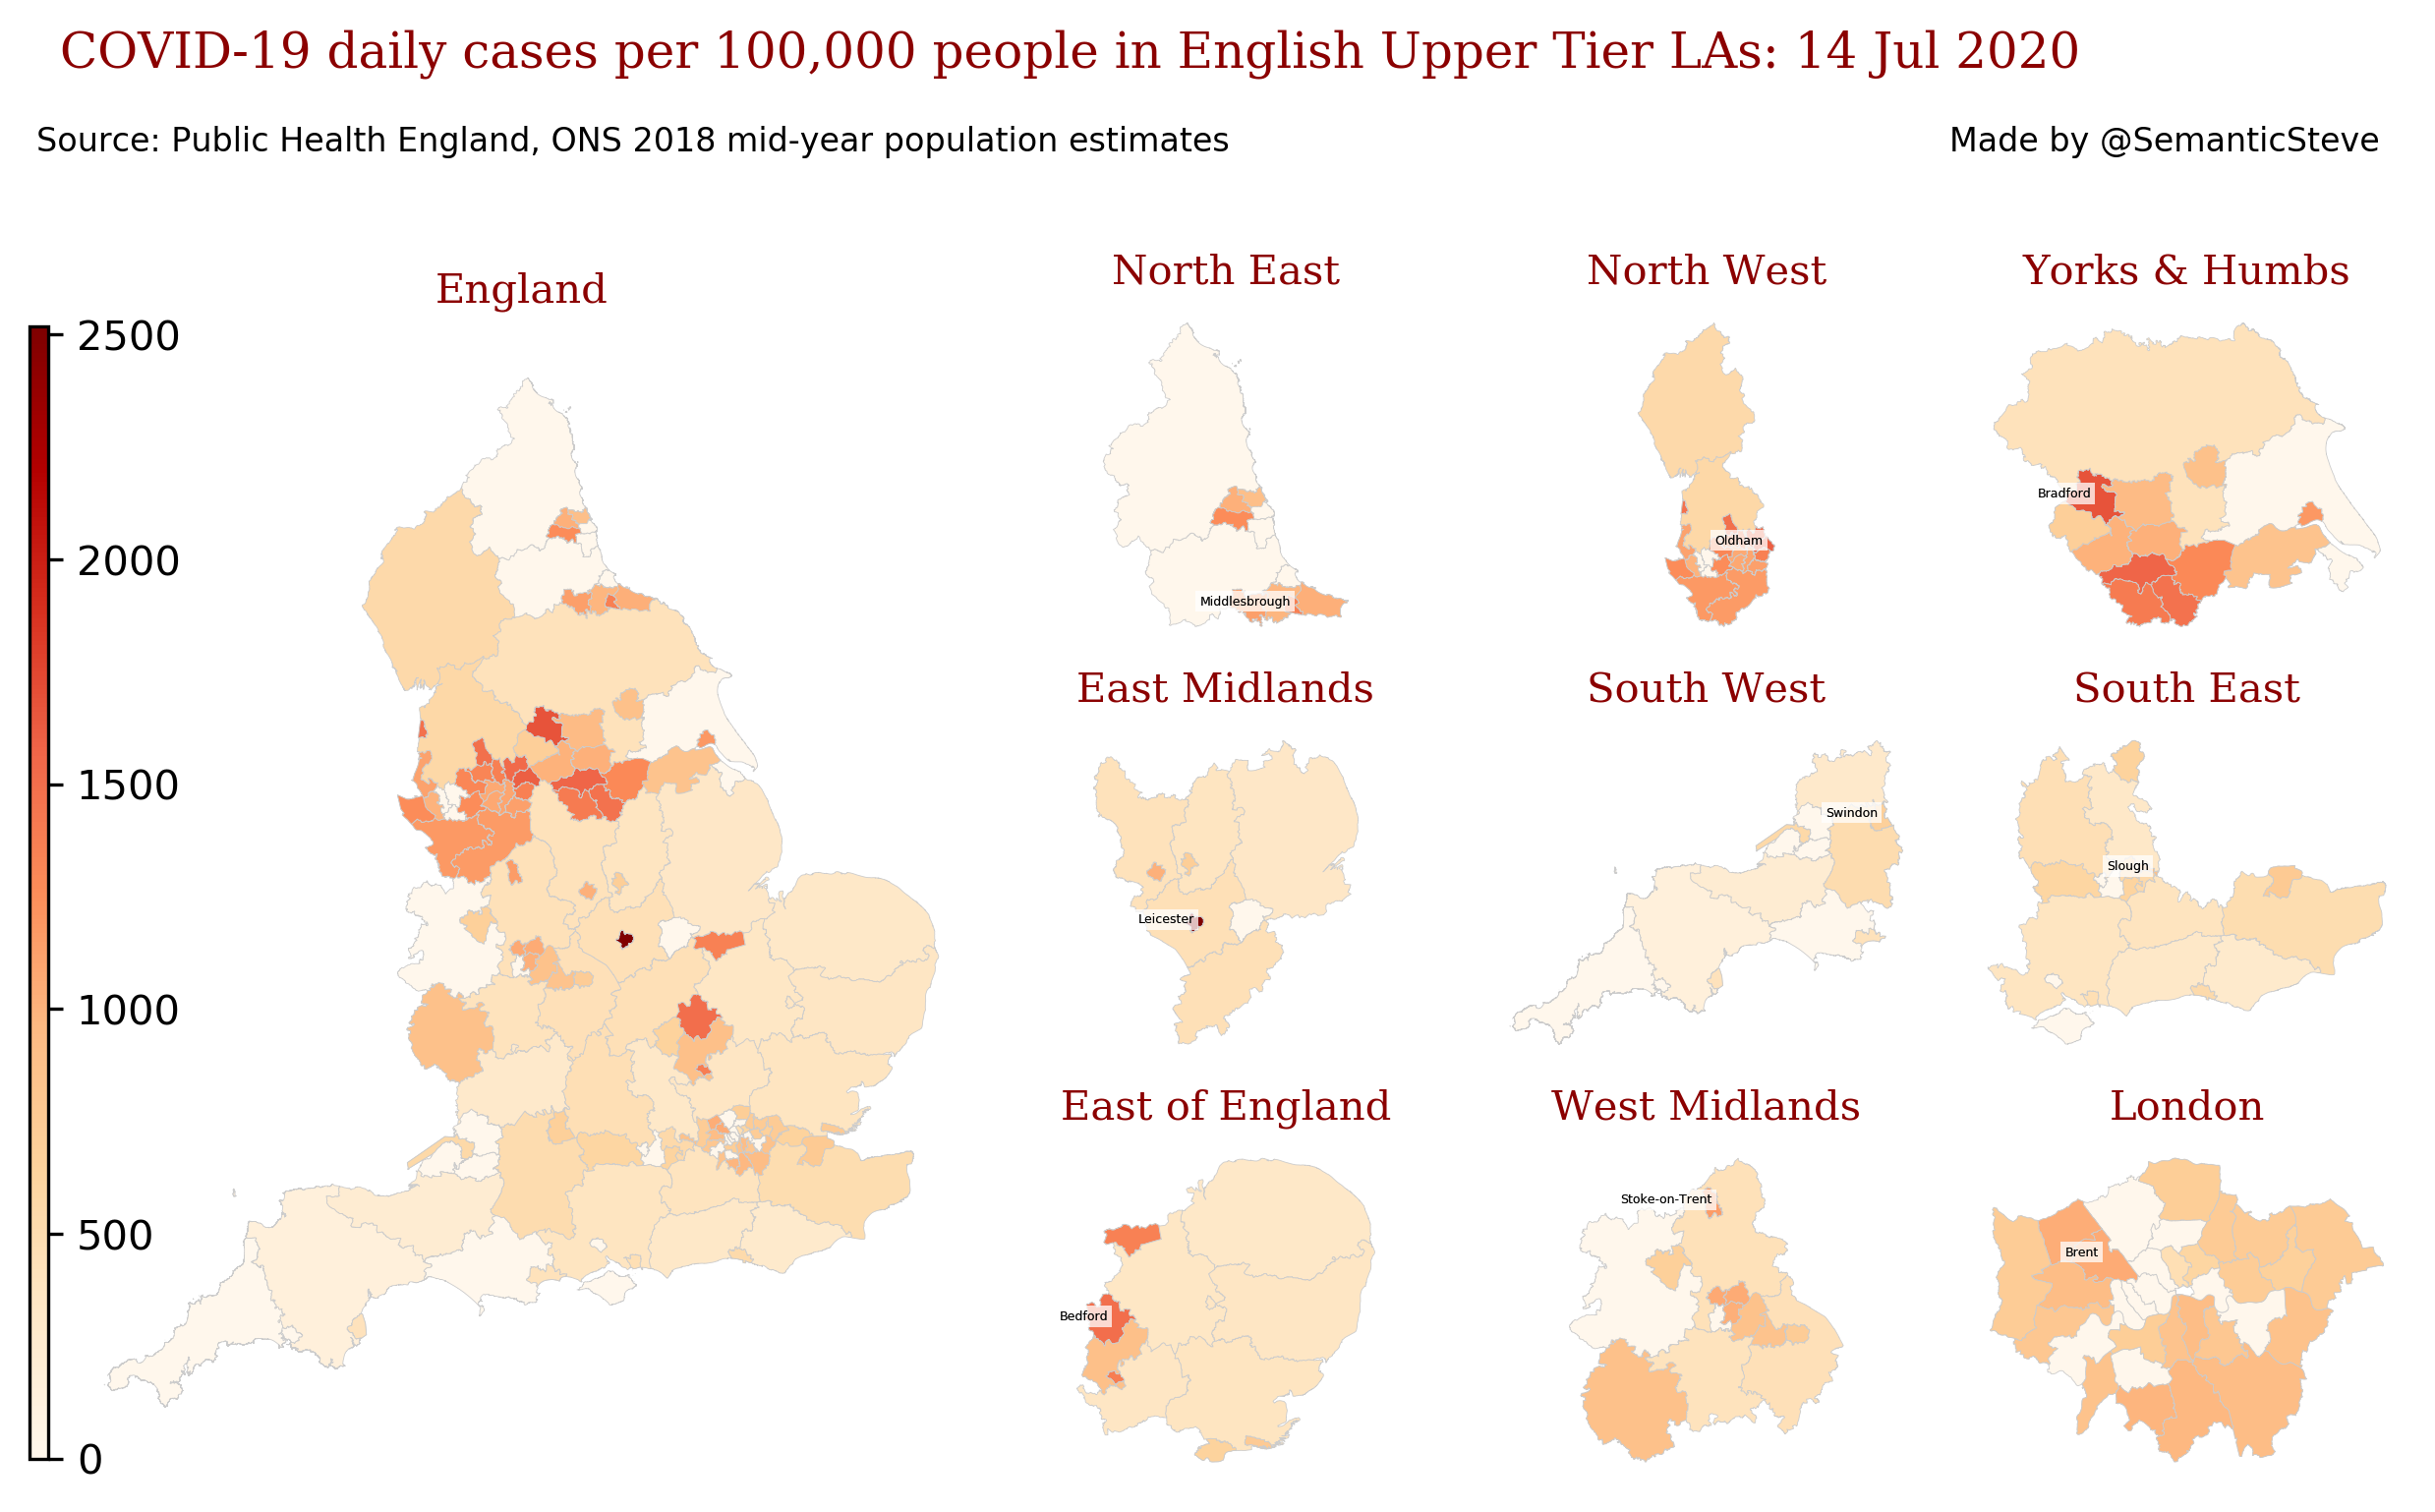 COVID-19 daily cases per 100,000 people in English Upper Tier LAs: 14 Jul 2020
Source: Public Health England, ONS 2018 mid-year population estimates
Made by @SemanticSteve
England
2500
2000
1500
1000
500
0
North East
Middlesbrough
North West
Oldham
Yorks & Humbs
Bradford
East Midlands
Leicester
South West
Swindon
South East
Slough
East of England
Bedford
West Midlands
Stoke-on-Trent
London
Brent